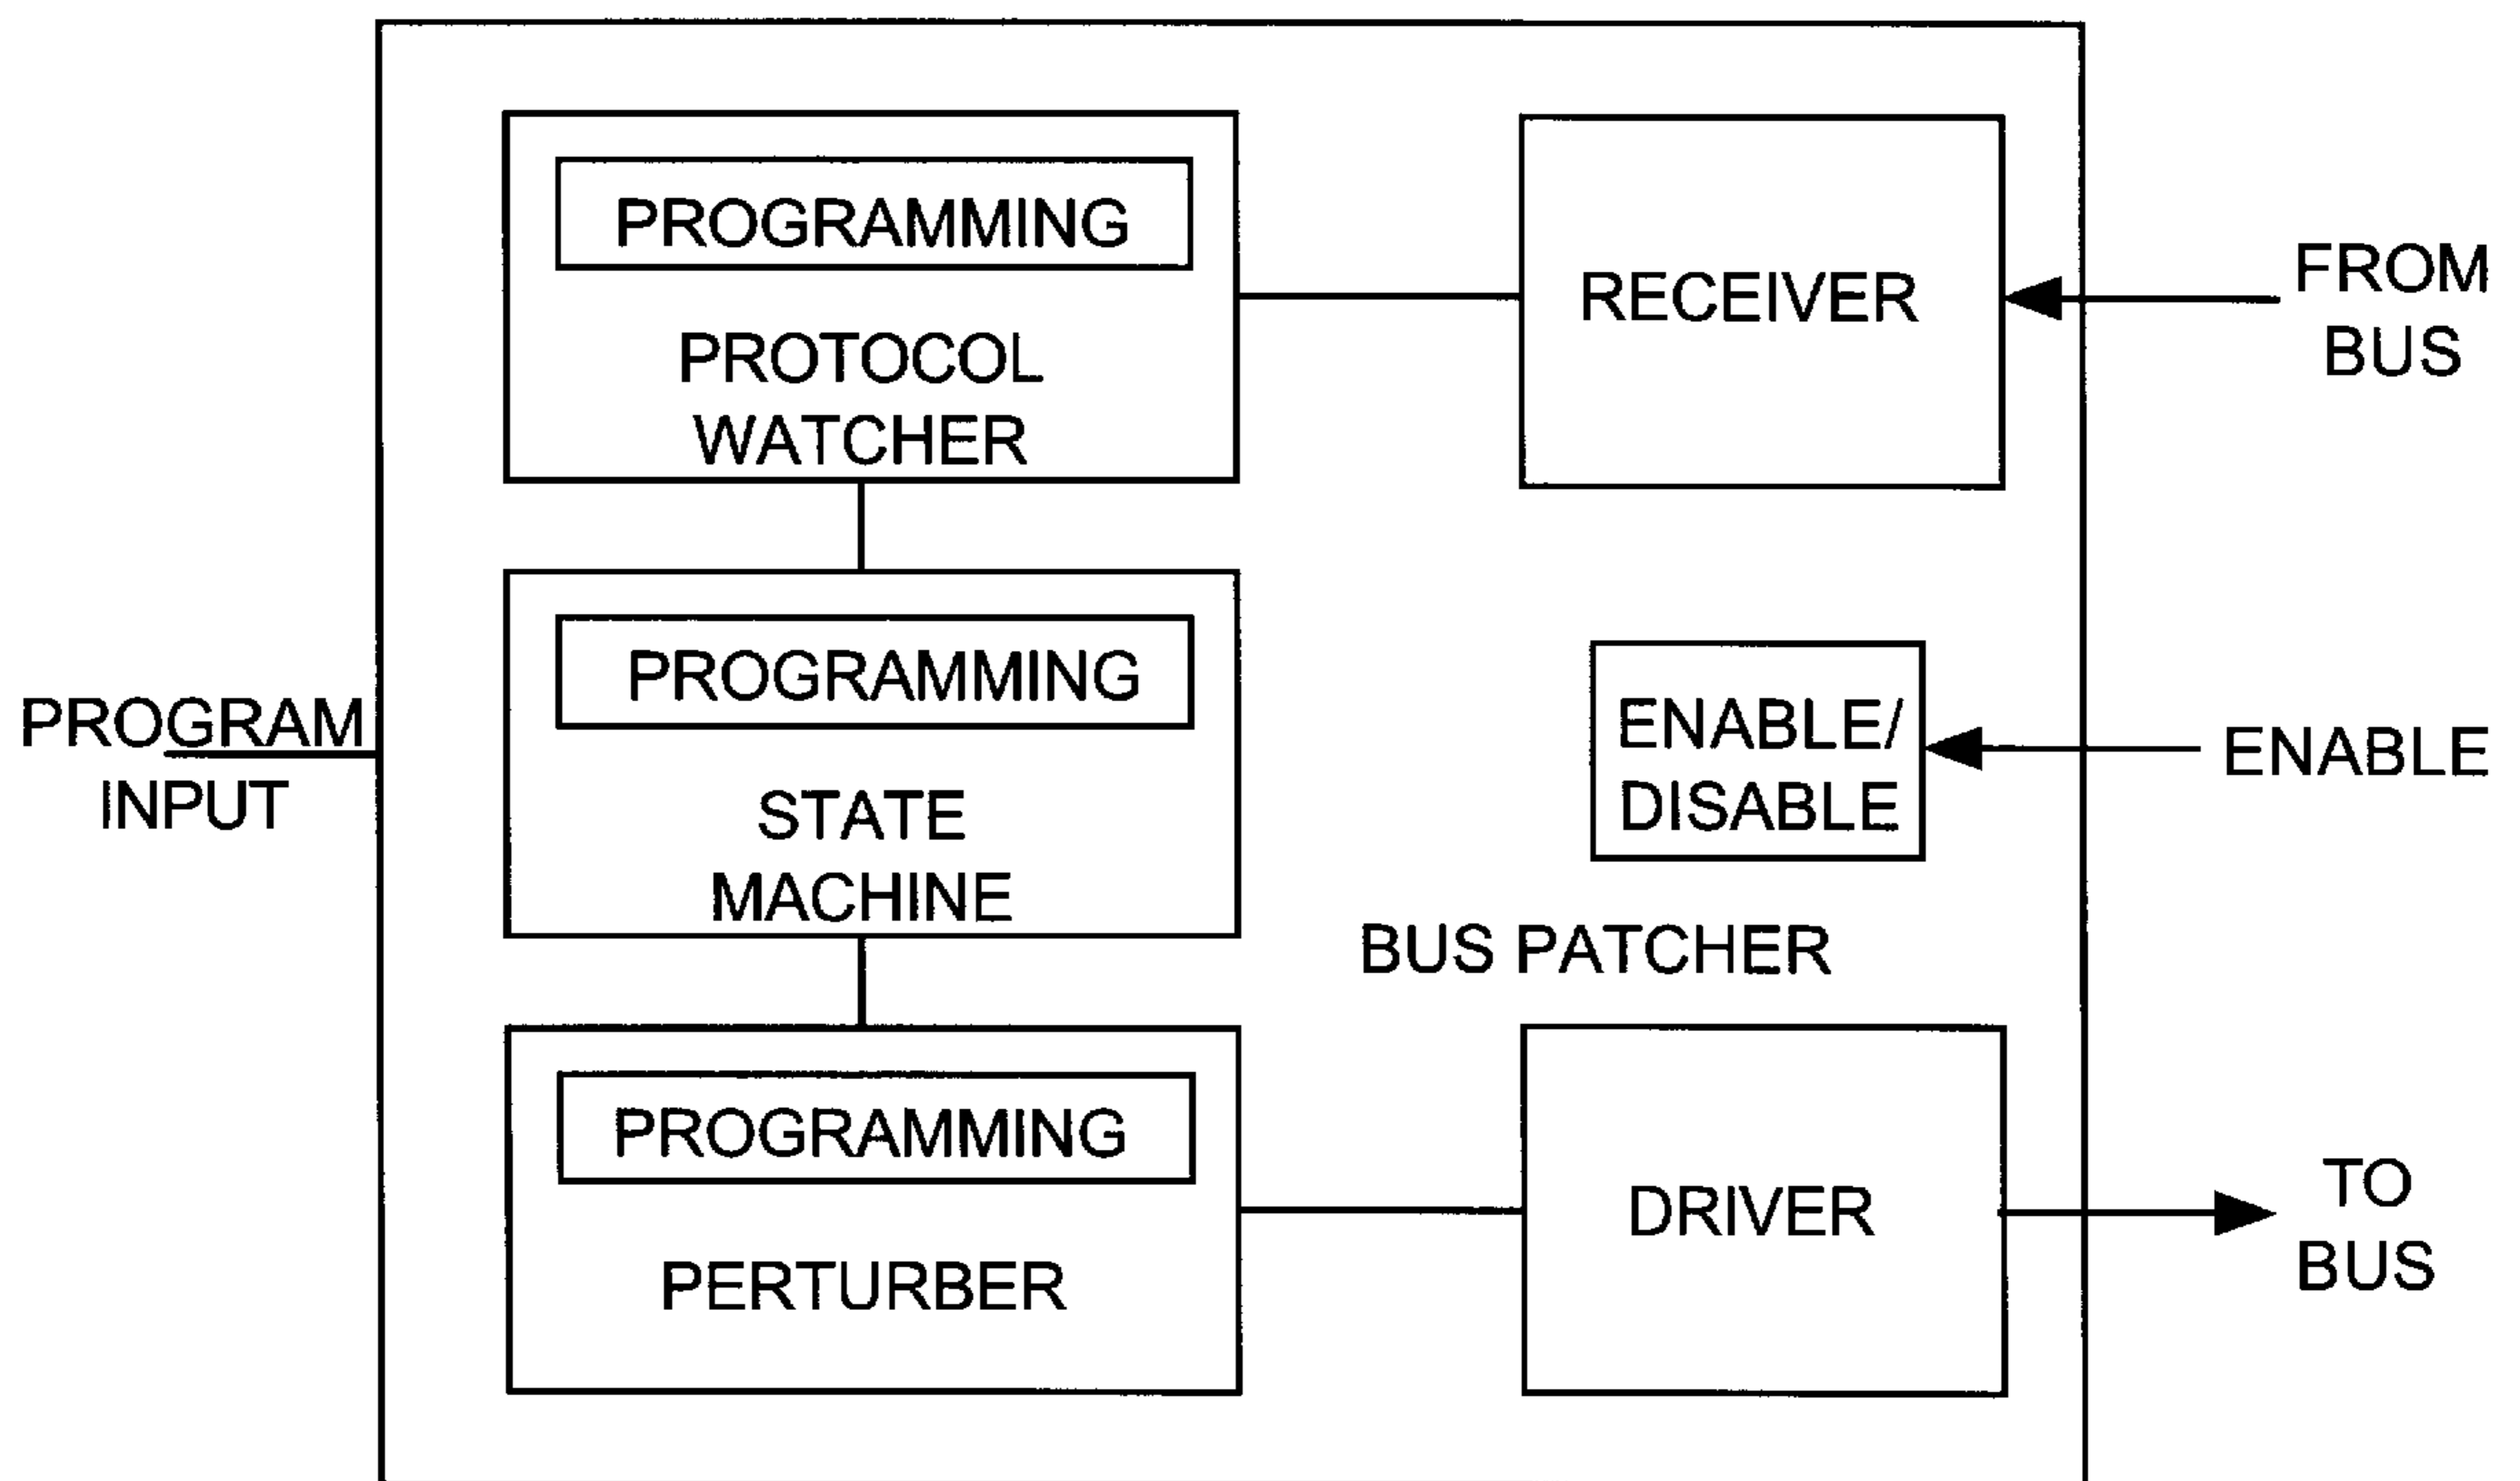 PROGRAM
INPUT
PROGRAMMING
PROTOCOL
WATCHER
RECEIVER
FROM
BUS
PROGRAMMING
STATE
MACHINE
ENABLE/
DISABLE
ENABLE
BUS PATCHER
PROGRAMMING
PERTURBER
DRIVER
TO
BUS